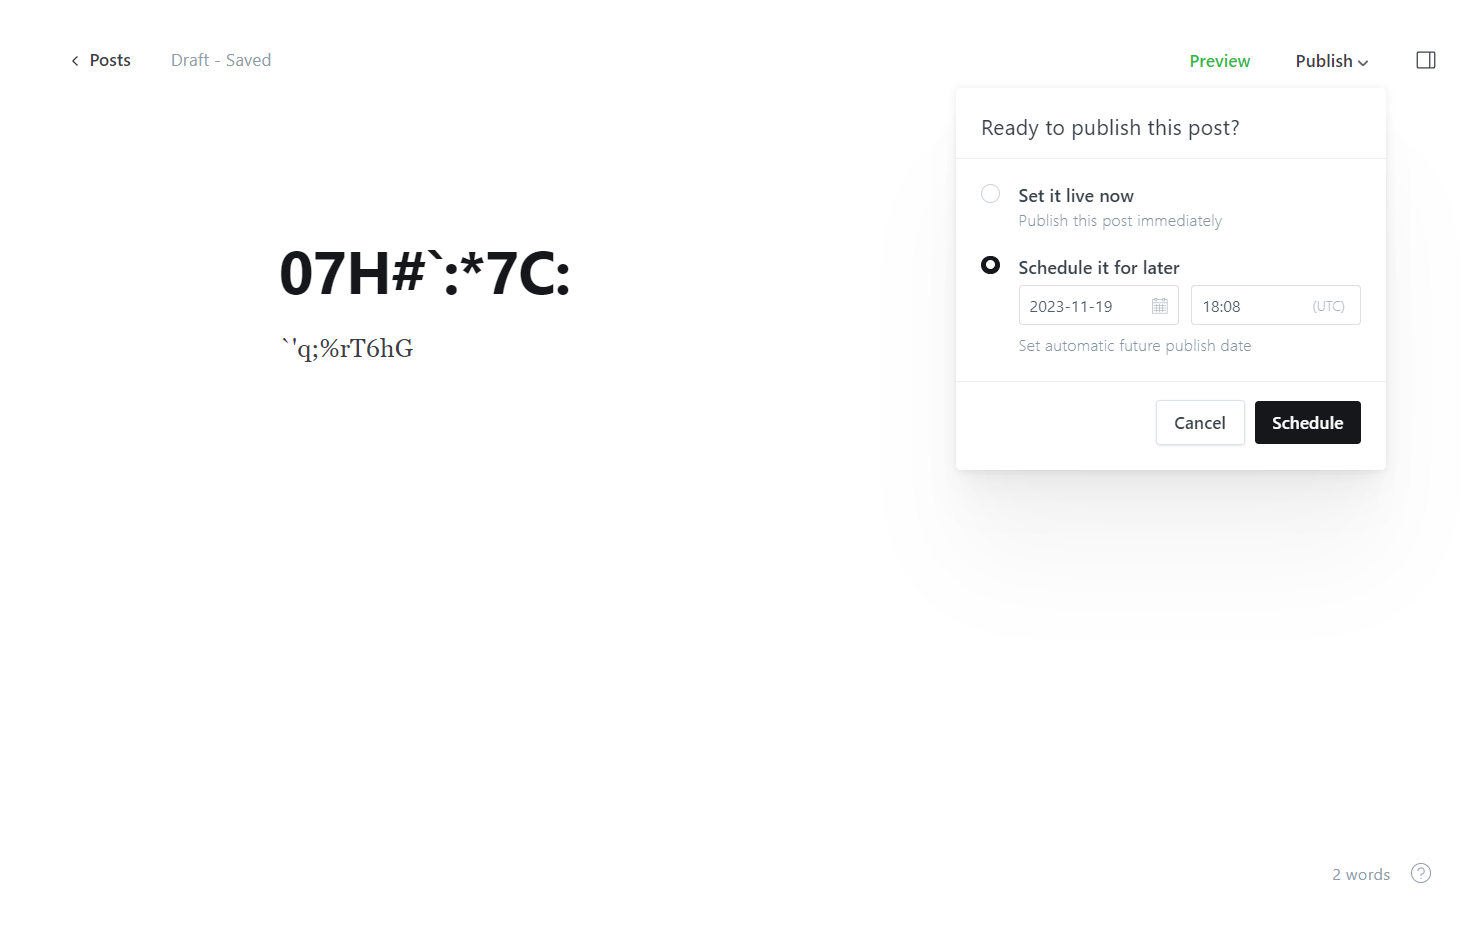 Posts
Draft - Saved
Preview
Publish
Ready to publish this post?
Set it live now
Publish this post immediately
Schedule it for later
2023-11-19
18:08
(UTC)
Set automatic future publish date
Cancel
Schedule
07H#`:*7C:
`'q;%rT6hG
2 words
?